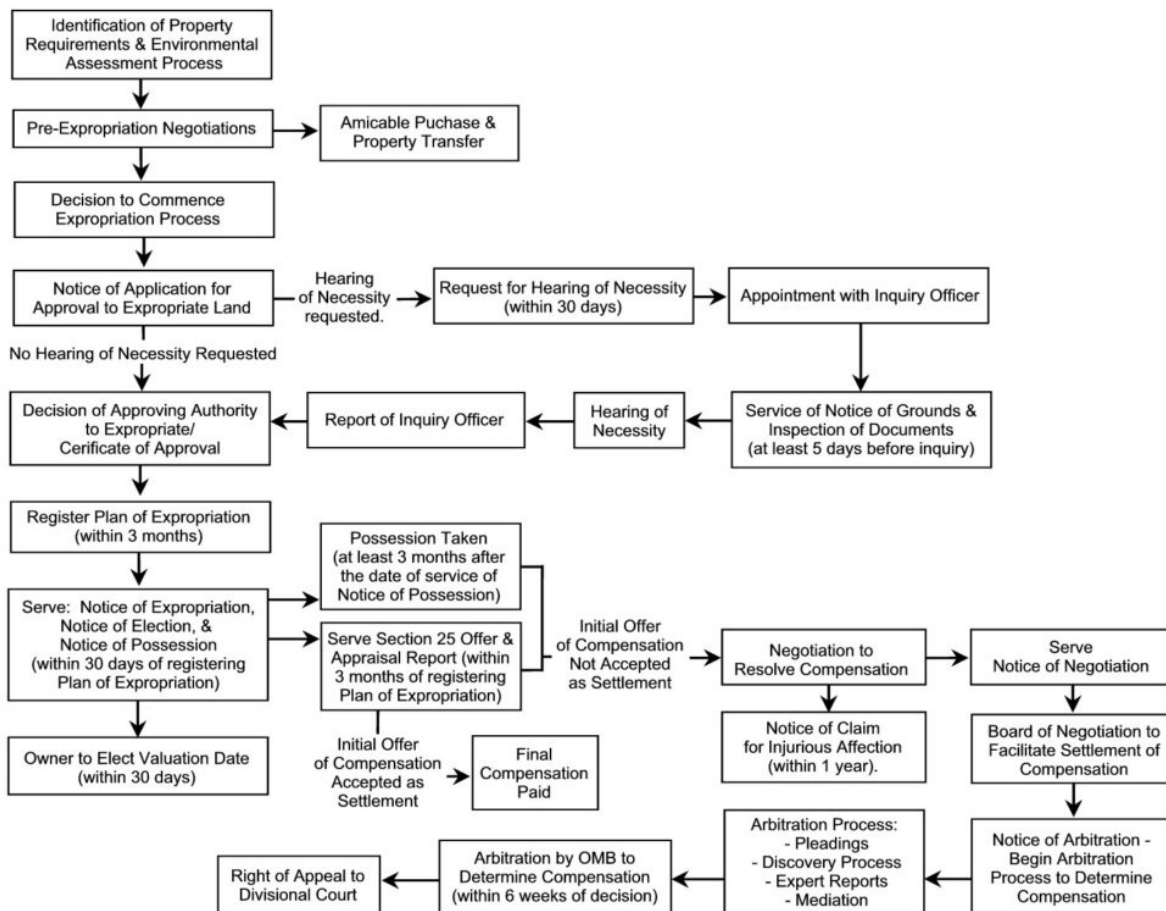 Identification of Property
Requirements & Environmental
Assessment Process
Pre-Expropriation Negotiations
Amicable Puchase &
Property Transfer
Decision to Commence
Expropriation Process
Notice of Application for
Approval to Expropriate Land
Hearing
of Necessity
requested.
Request for Hearing of Necessity
(within 30 days)
Appointment with Inquiry Officer
No Hearing of Necessity Requested
Decision of Approving Authority
to Expropriate/
Cerificate of Approval
Report of Inquiry Officer
Hearing of
Necessity
Service of Notice of Grounds &
Inspection of Documents
(at least 5 days before inquiry)
Register Plan of Expropriation
(within 3 months)
Possession Taken
(at least 3 months after
the date of service of
Notice of Possession)
Serve: Notice of Expropriation,
Notice of Election, &
Notice of Possession
(within 30 days of registering
Plan of Expropriation)
Serve Section 25 Offer &
Appraisal Report (within
3 months of registering
Plan of Expropriation)
Initial Offer
of Compensation
Not Accepted
as Settlement
Negotiation to
Resolve Compensation
Serve
Notice of Negotiation
Owner to Elect Valuation Date
(within 30 days)
Initial Offer
of Compensation
Accepted as
Settlement
Final
Compensation
Paid
Notice of Claim
for Injurious Affection
(within 1 year).
Board of Negotiation to
Facilitate Settlement of
Compensation
Right of Appeal to
Divisional Court
Arbitration by OMB to
Determine Compensation
(within 6 weeks of decision)
Arbitration Process:
- Pleadings
- Discovery Process
- Expert Reports
- Mediation
Notice of Arbitration -
Begin Arbitration
Process to Determine
Compensation